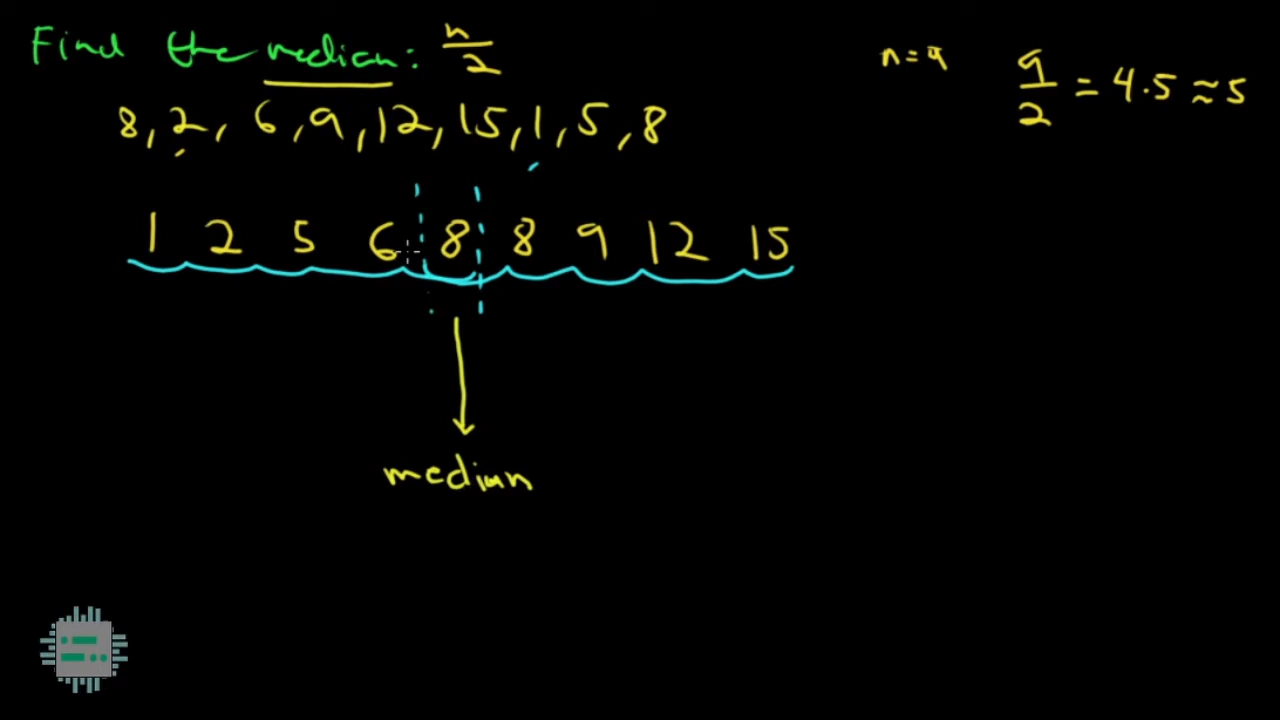 Find the median: n/2
n=9 9/2 = 4.5 ≈ 5
8, 2, 6, 9, 12, 15, 1, 5, 8
1 2 5 6 8 8 9 12 15
median